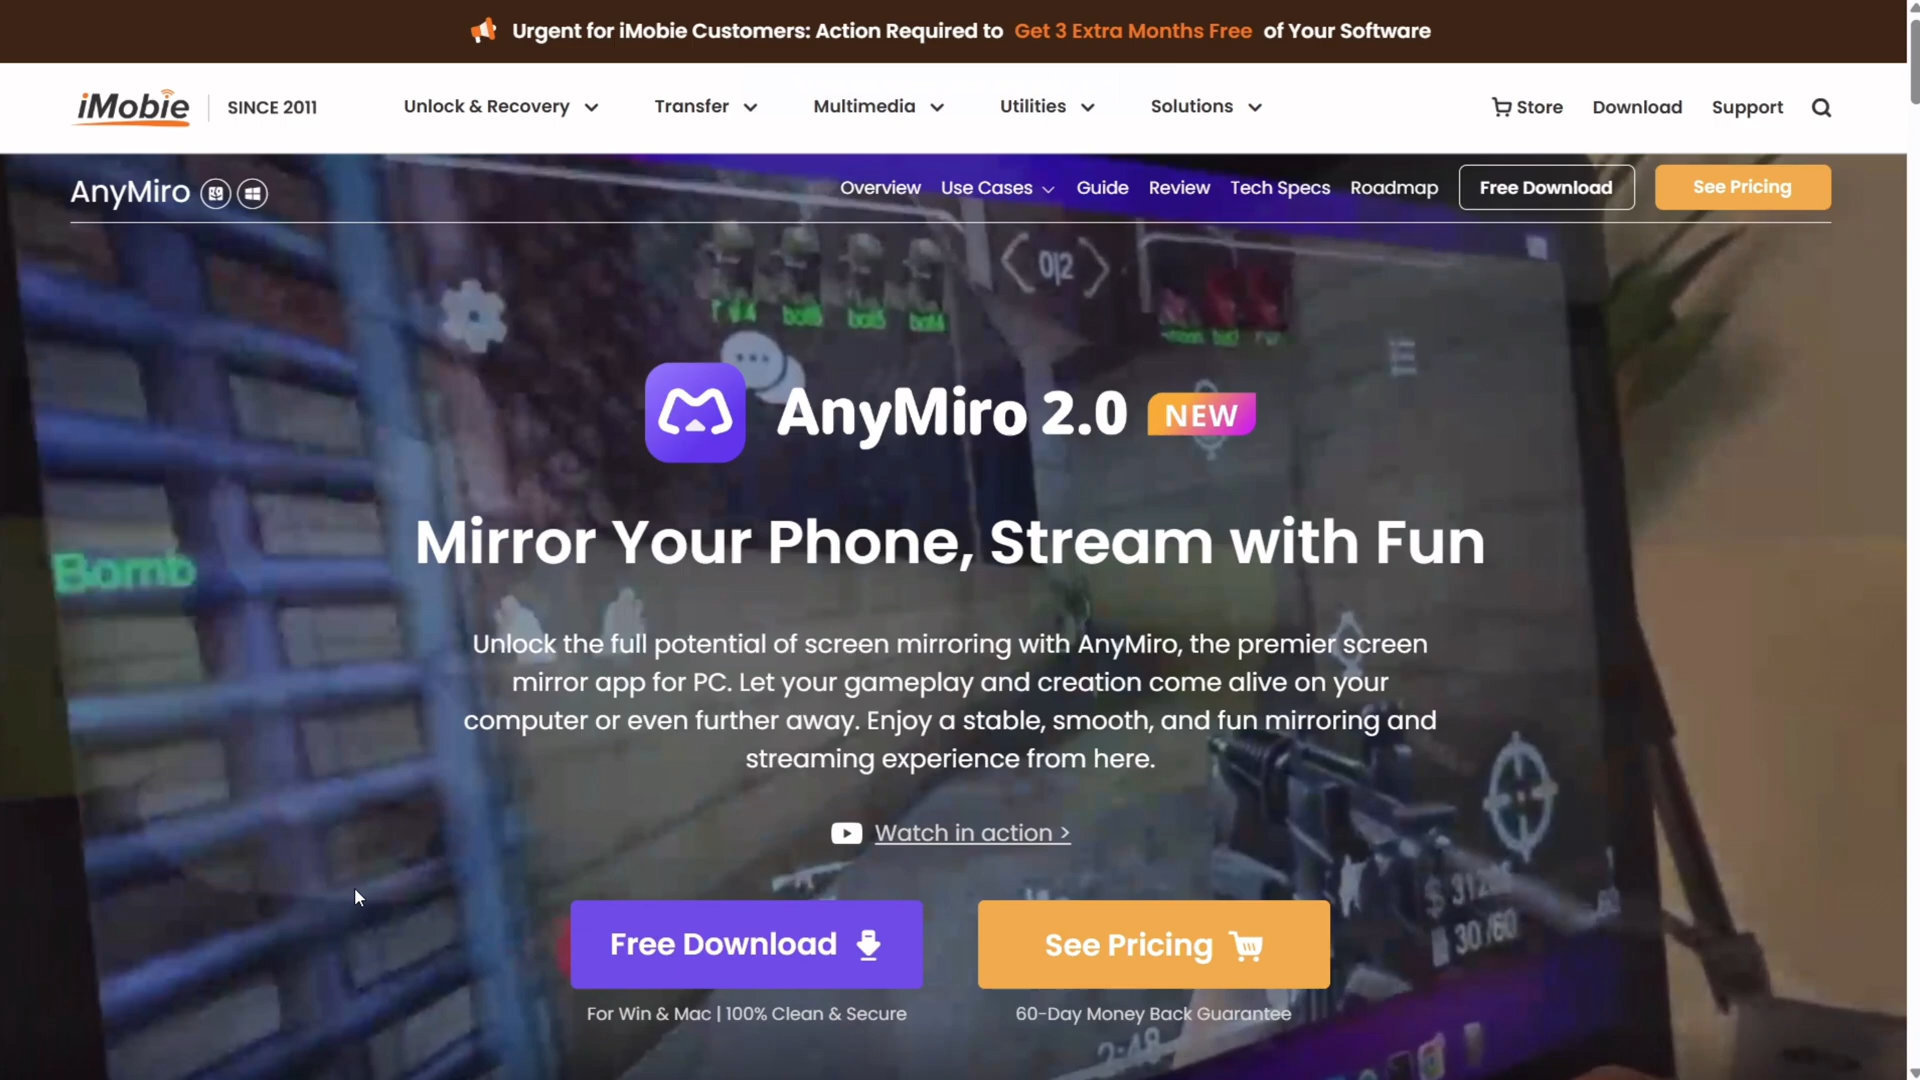 Urgent for iMobie Customers: Action Required to Get 3 Extra Months Free of Your Software
iMobie SINCE 2011 Unlock & Recovery Transfer Multimedia Utilities Solutions Store Download Support
AnyMiro Overview Use Cases Guide Review Tech Specs Roadmap Free Download See Pricing
0|2
bot4
AnyMiro 2.0 NEW
Mirror Your Phone, Stream with Fun
Bomb
Unlock the full potential of screen mirroring with AnyMiro, the premier screen
mirror app for PC. Let your gameplay and creation come alive on your
computer or even further away. Enjoy a stable, smooth, and fun mirroring and
streaming experience from here.
Watch in action >
Free Download See Pricing
30/60
For Win & Mac | 100% Clean & Secure 60-Day Money Back Guarantee
2:48